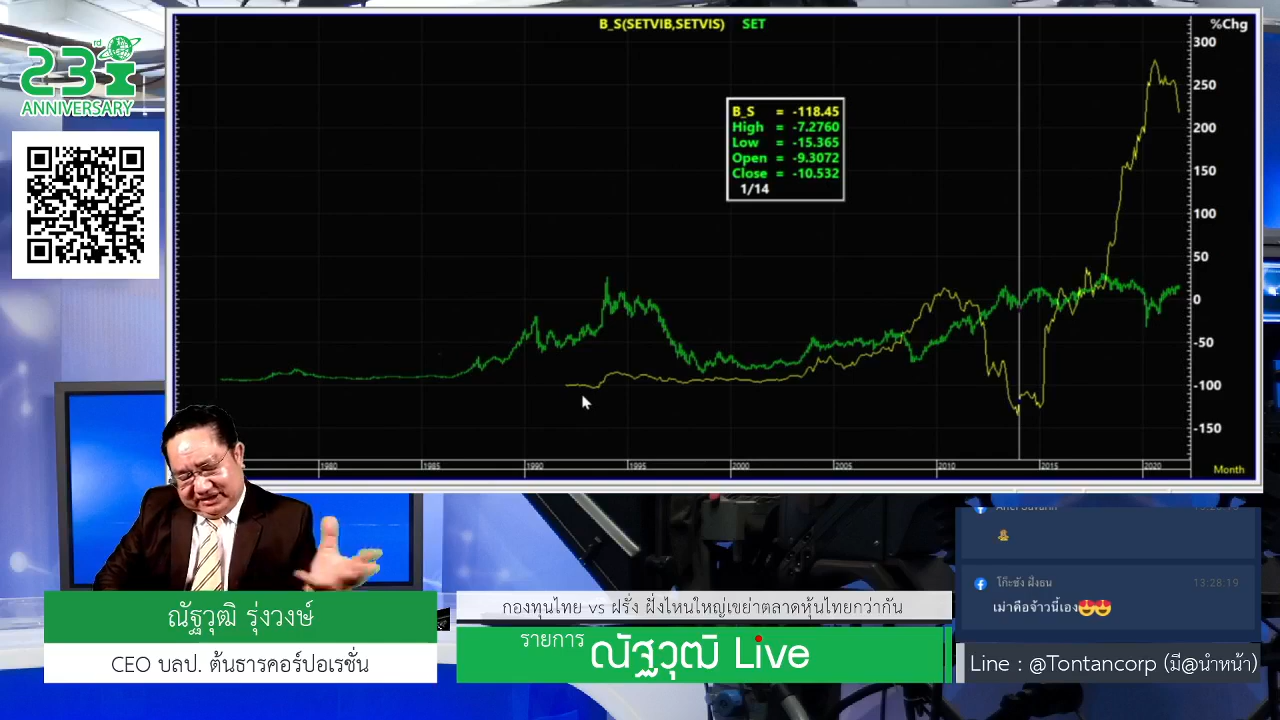 23rd i
ANNIVERSARY
B_S(SETVIB,SETVIS) SET
%Chg
300
250
200
150
100
50
0
-50
-100
-150
B_S = -118.45
High = -7.2760
Low = -15.365
Open = -9.3072
Close = -10.532
1/14
1980 1985 1990 1995 2000 2005 2010 2015 2020
Month
ณัฐวุฒิ รุ่งวงษ์
CEO บลป. ต้นธารคอร์ปอเรชั่น
กองทุนไทย vs ฝรั่ง ฝั่งไหนใหญ่เขย่าตลาดหุ้นไทยกว่ากัน
รายการ ณัฐวุฒิ Live
โก๊ะซัง ฝั่งธน 13:28.19
เม่าคือจ้าวนี้เอง😍😍
Line : @Tontancorp (มี@นำหน้า)